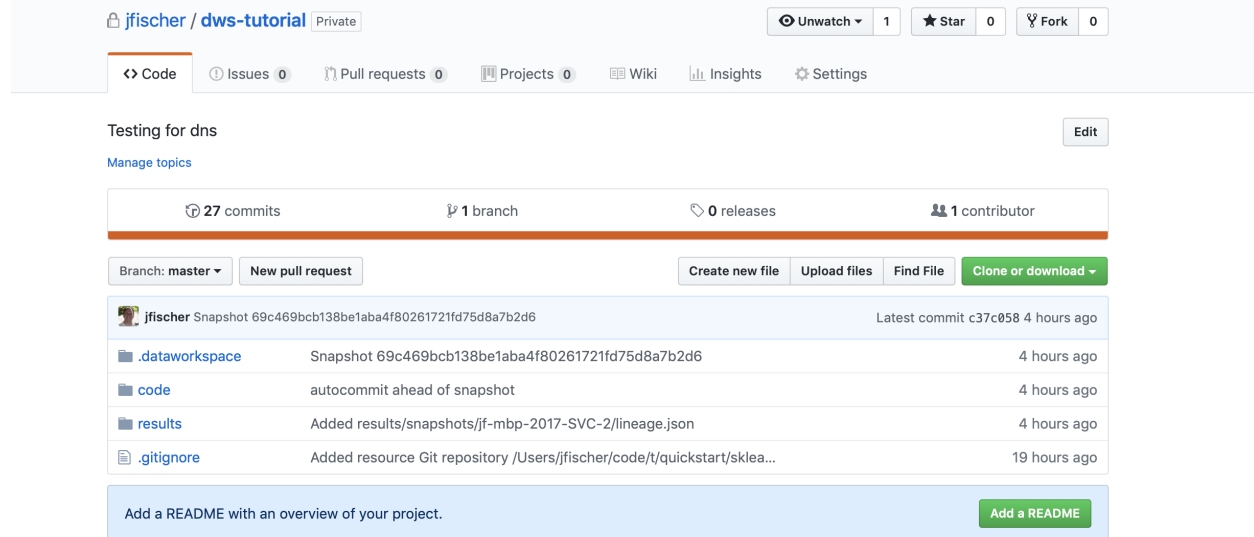 jfischer / dws-tutorial Private Unwatch 1 Star 0 Fork 0
Code Issues 0 Pull requests 0 Projects 0 Wiki Insights Settings
Testing for dns Edit
Manage topics
27 commits 1 branch 0 releases 1 contributor
Branch: master New pull request Create new file Upload files Find File Clone or download
jfischer Snapshot 69c469bcb138be1aba4f80261721fd75d8a7b2d6 Latest commit c37c058 4 hours ago
.dataworkspace Snapshot 69c469bcb138be1aba4f80261721fd75d8a7b2d6 4 hours ago
code autocommit ahead of snapshot 4 hours ago
results Added results/snapshots/jf-mbp-2017-SVC-2/lineage.json 4 hours ago
.gitignore Added resource Git repository /Users/jfischer/code/t/quickstart/sklea... 19 hours ago
Add a README with an overview of your project. Add a README